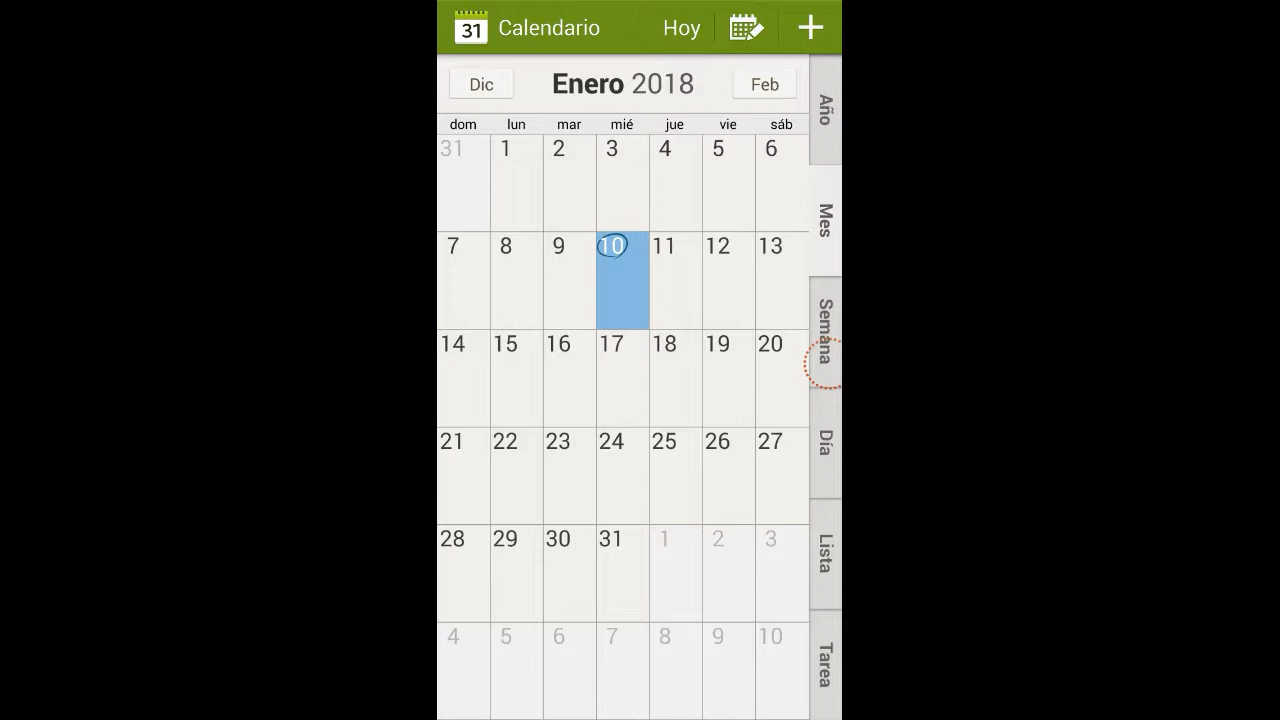 31 Calendario Hoy
Dic Enero 2018 Feb
dom lun mar mié jue vie sáb
31 1 2 3 4 5 6
7 8 9 10 11 12 13
14 15 16 17 18 19 20
21 22 23 24 25 26 27
28 29 30 31 1 2 3
4 5 6 7 8 9 10
Año
Mes
Semana
Día
Lista
Tarea